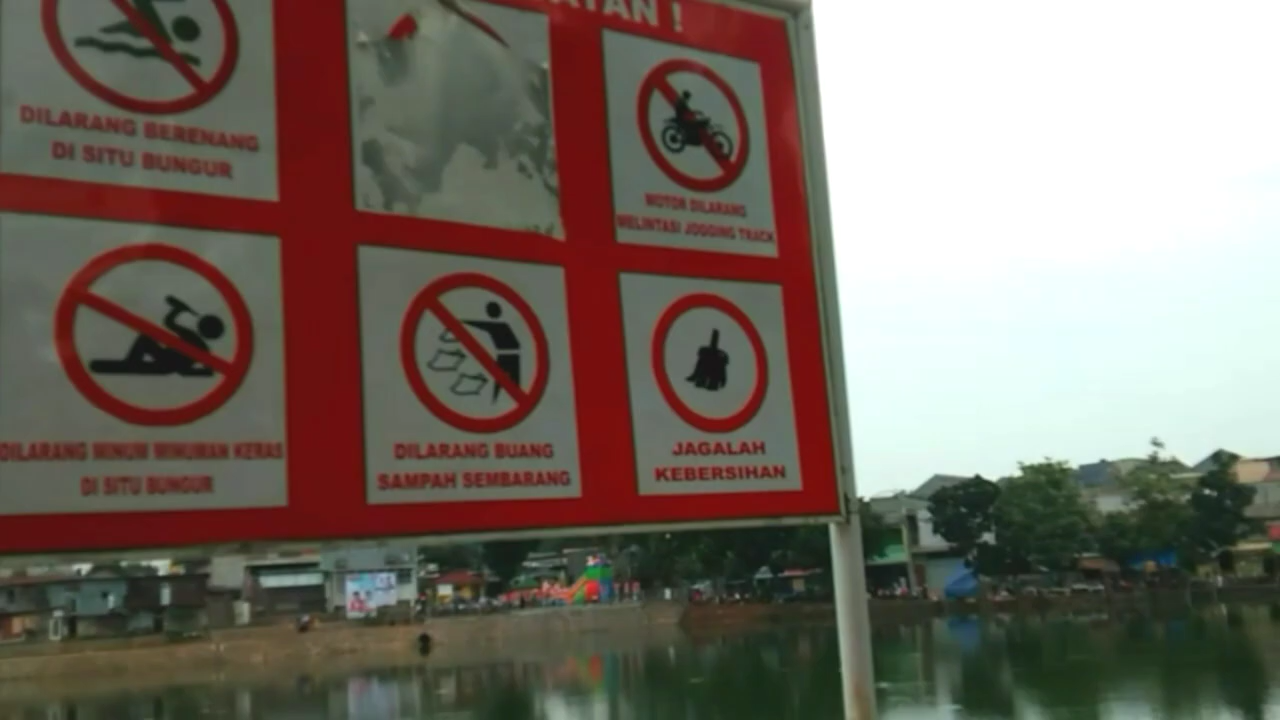 DILARANG BERENANG
DI SITU BUNGUR
MOTOR DILARANG
MELINTASI JOGGING TRACK
DILARANG MINUM MINUMAN KERAS
DI SITU BUNGUR
DILARANG BUANG
SAMPAH SEMBARANG
JAGALAH
KEBERSIHAN